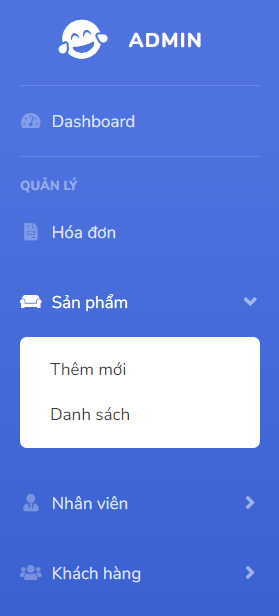 ADMIN
Dashboard
QUẢN LÝ
Hóa đơn
Sản phẩm
Thêm mới
Danh sách
Nhân viên
Khách hàng